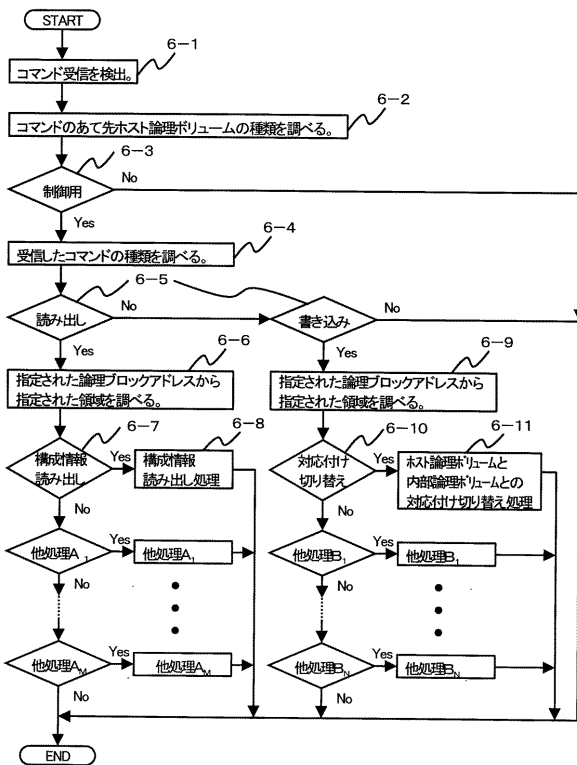 START
6-1
コマンド受信を検出。
6-2
コマンドのあて先ホスト論理ボリュームの種類を調べる。
6-3
制御用
No
Yes
6-4
受信したコマンドの種類を調べる。
6-5
読み出し
No
書き込み
No
Yes
Yes
6-6
6-9
指定された論理ブロックアドレスから
指定された領域を調べる。
指定された論理ブロックアドレスから
指定された領域を調べる。
6-7
6-8
構成情報
読み出し
Yes
構成情報
読み出し処理
6-10
6-11
対応付け
切り替え
Yes
ホスト論理ボリュームと
内部論理ボリュームとの
対応付け切り替え処理
No
No
他処理A1
Yes
他処理A1
他処理B1
Yes
他処理B1
No
No
他処理AM
Yes
他処理AM
他処理BN
Yes
他処理BN
No
No
END